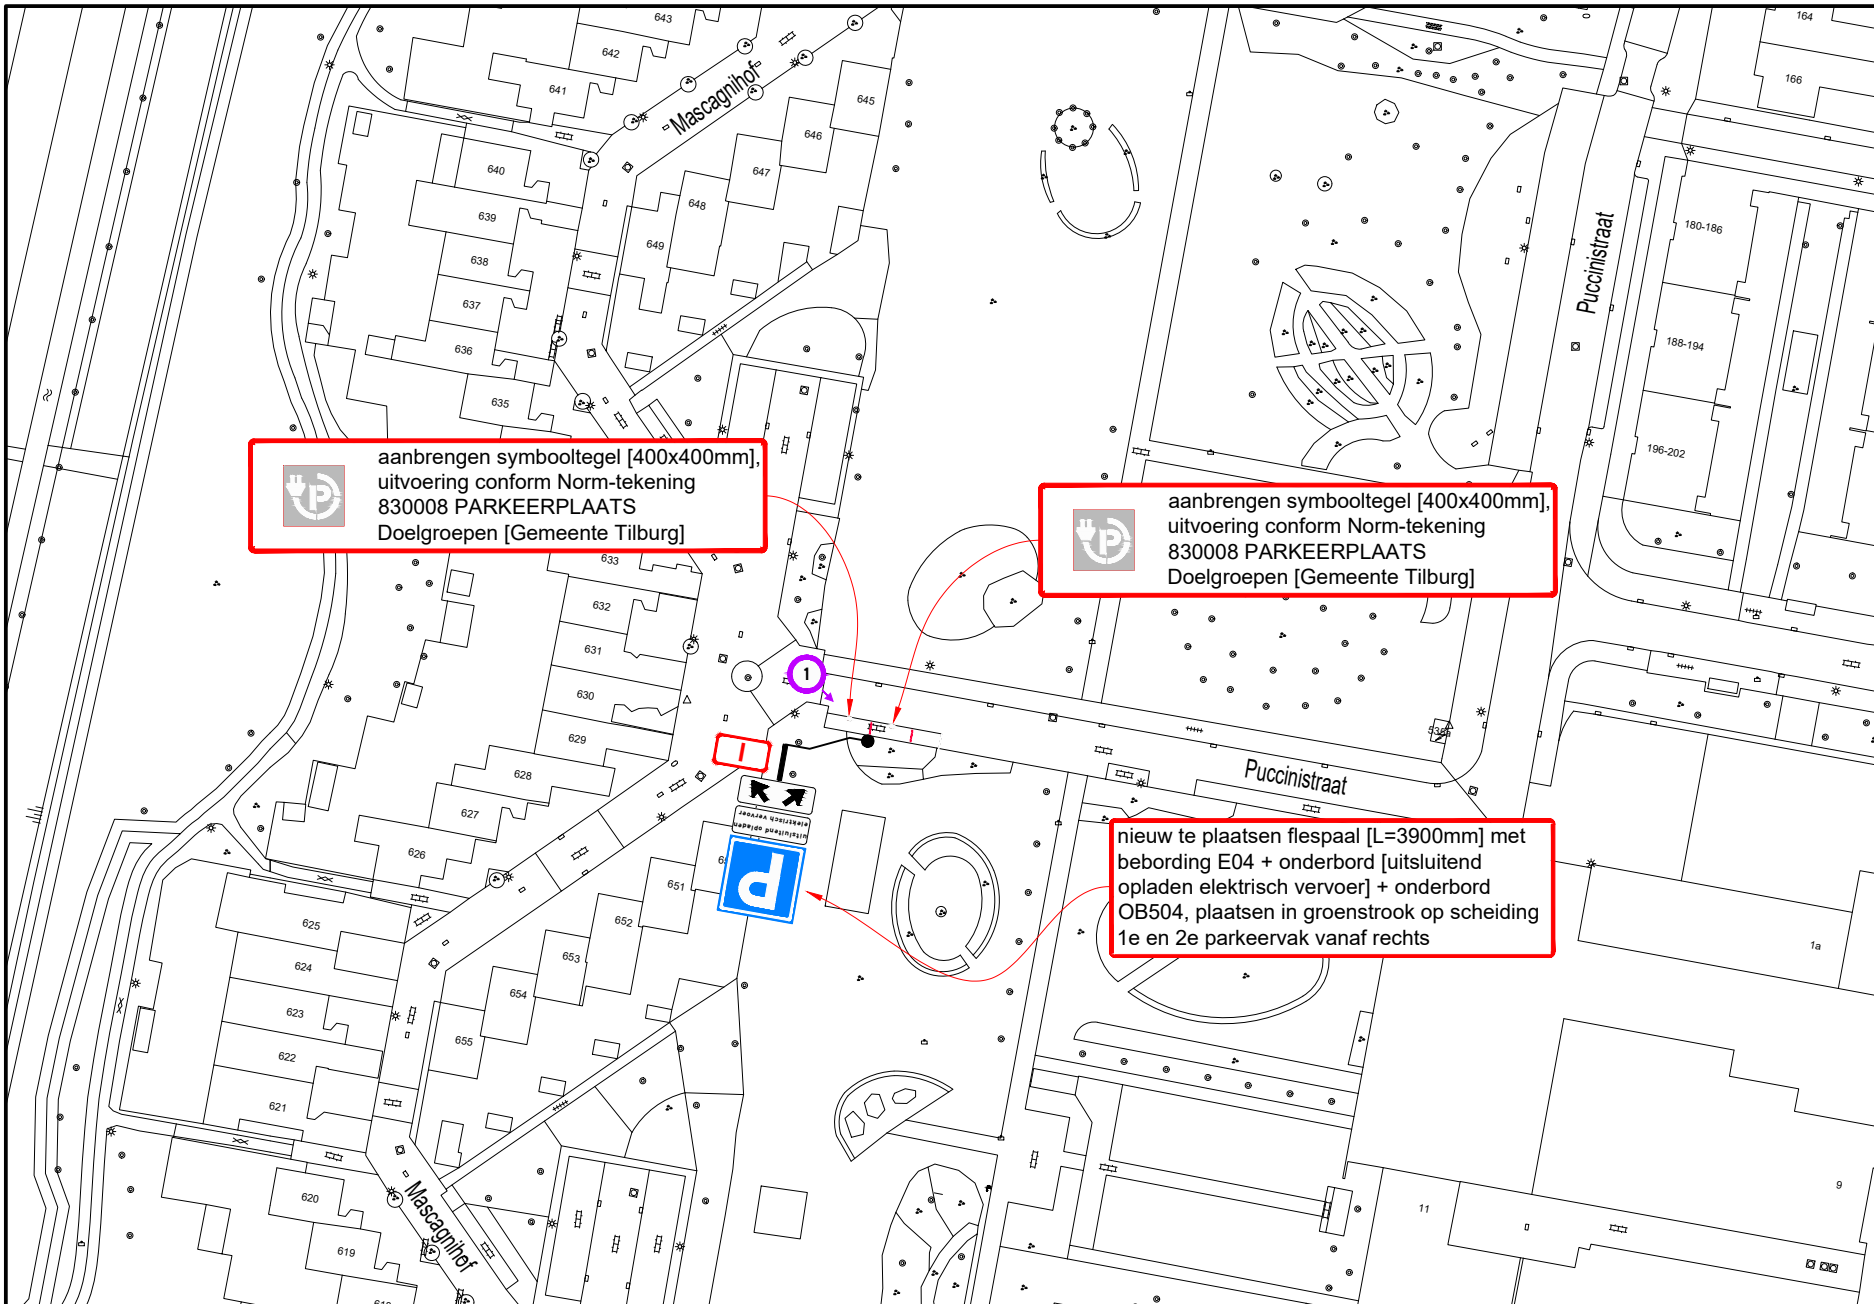 643
642
641
Mascagnihof
645
646
647
648
649
640
639
638
637
636
635
164
166
Puccinistraat
180-186
188-194
196-202
aanbrengen symbooltegel [400x400mm],
uitvoering conform Norm-tekening
830008 PARKEERPLAATS
Doelgroepen [Gemeente Tilburg]
P
aanbrengen symbooltegel [400x400mm],
uitvoering conform Norm-tekening
830008 PARKEERPLAATS
Doelgroepen [Gemeente Tilburg]
P
633
632
631
630
629
628
627
626
1
Puccinistraat
uitsluitend opladen
elektrisch vervoer
P
nieuw te plaatsen flespaal [L=3900mm] met
bebording E04 + onderbord [uitsluitend
opladen elektrisch vervoer] + onderbord
OB504, plaatsen in groenstrook op scheiding
1e en 2e parkeervak vanaf rechts
651
652
653
654
655
625
624
623
622
621
620
619
Mascagnihof
1a
9
11